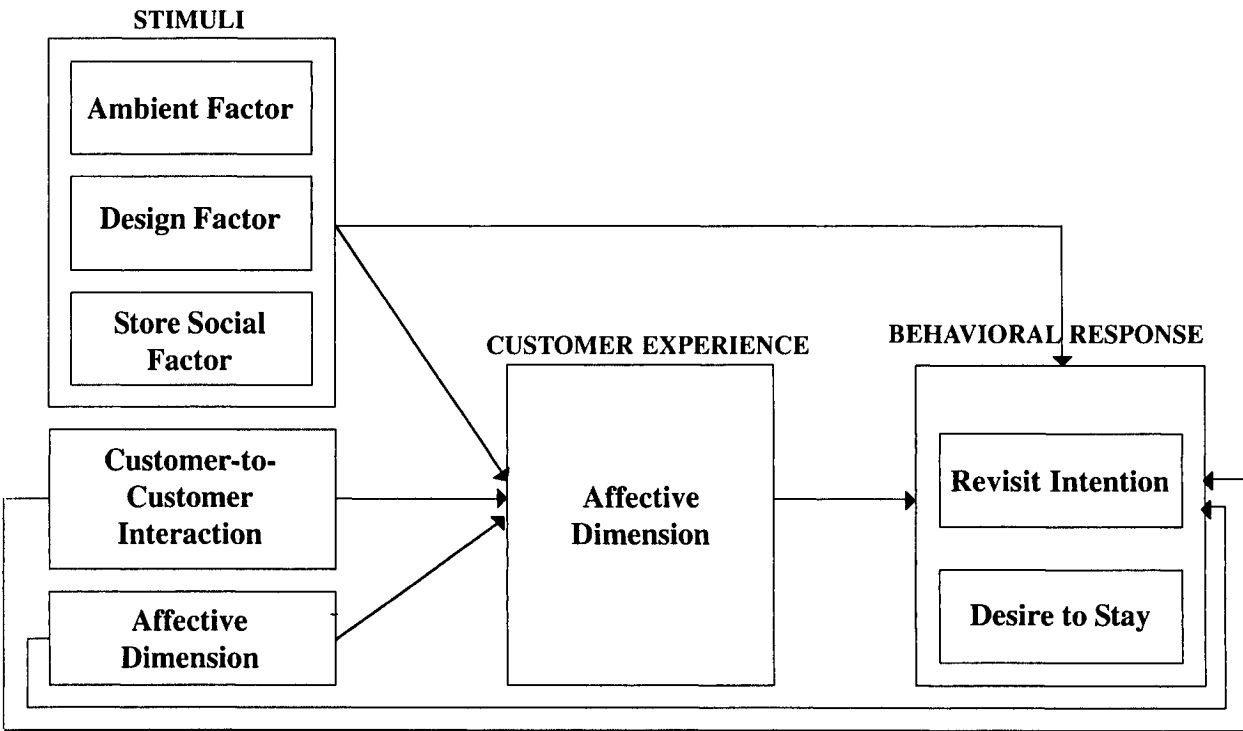 STIMULI
Ambient Factor
Design Factor
Store Social
Factor
CUSTOMER EXPERIENCE
BEHAVIORAL RESPONSE
Customer-to-
Customer
Interaction
Affective
Dimension
Revisit Intention
Affective
Dimension
Desire to Stay